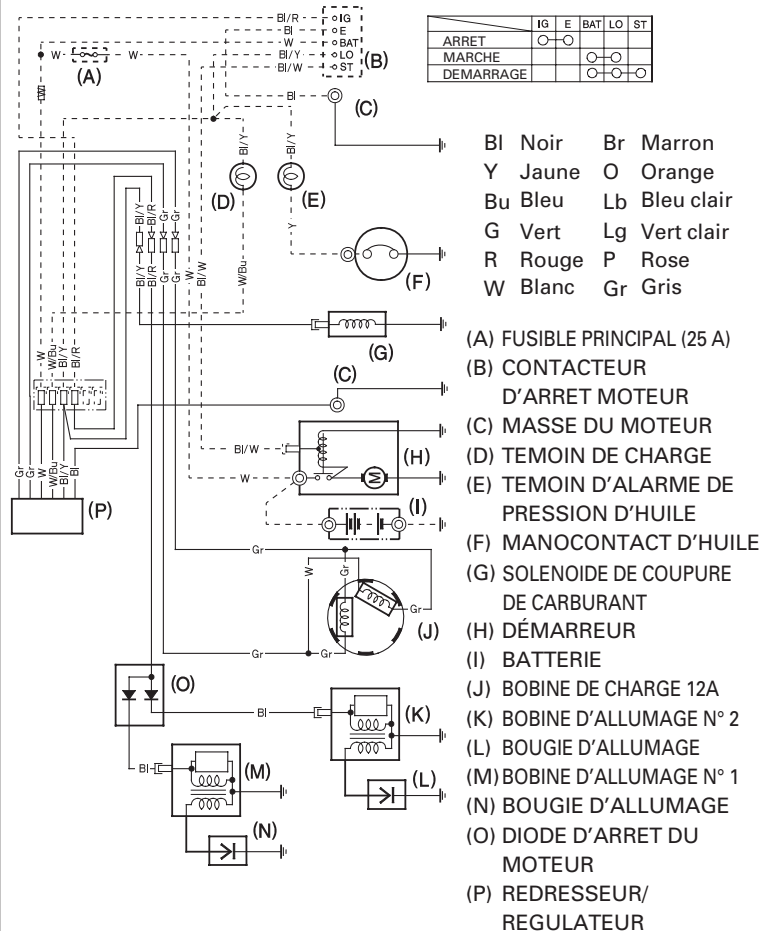 IG E BAT LO ST
ARRET
MARCHE
DEMARRAGE
Bl/R IG
Bl E
W BAT
Bl/Y LO
Bl/W ST
(B)
W W
(A)
W
Bl (C)
Bl/Y Bl/Y
(D) (E)
Y
Bl/Y Bl/R Gr Gr
Bl/Y Bl/R Gr Gr
W Bl/W W/Bu
(F)
(G)
W W/Bu Bl/Y Bl/R
(C)
Bl/W
(H)
W
M
Gr Gr W W/Bu Bl/Y Bl
(P)
(I)
Gr
W Gr
Gr
(J)
Gr Gr
(O)
Bl
(K)
Bl
(M)
(L)
(N)
Bl Noir Br Marron
Y Jaune O Orange
Bu Bleu Lb Bleu clair
G Vert Lg Vert clair
R Rouge P Rose
W Blanc Gr Gris
(A) FUSIBLE PRINCIPAL (25 A)
(B) CONTACTEUR
D'ARRET MOTEUR
(C) MASSE DU MOTEUR
(D) TEMOIN DE CHARGE
(E) TEMOIN D'ALARME DE
PRESSION D'HUILE
(F) MANOCONTACT D'HUILE
(G) SOLENOIDE DE COUPURE
DE CARBURANT
(H) DÉMARREUR
(I) BATTERIE
(J) BOBINE DE CHARGE 12A
(K) BOBINE D'ALLUMAGE N° 2
(L) BOUGIE D'ALLUMAGE
(M) BOBINE D'ALLUMAGE N° 1
(N) BOUGIE D'ALLUMAGE
(O) DIODE D'ARRET DU
MOTEUR
(P) REDRESSEUR/
REGULATEUR